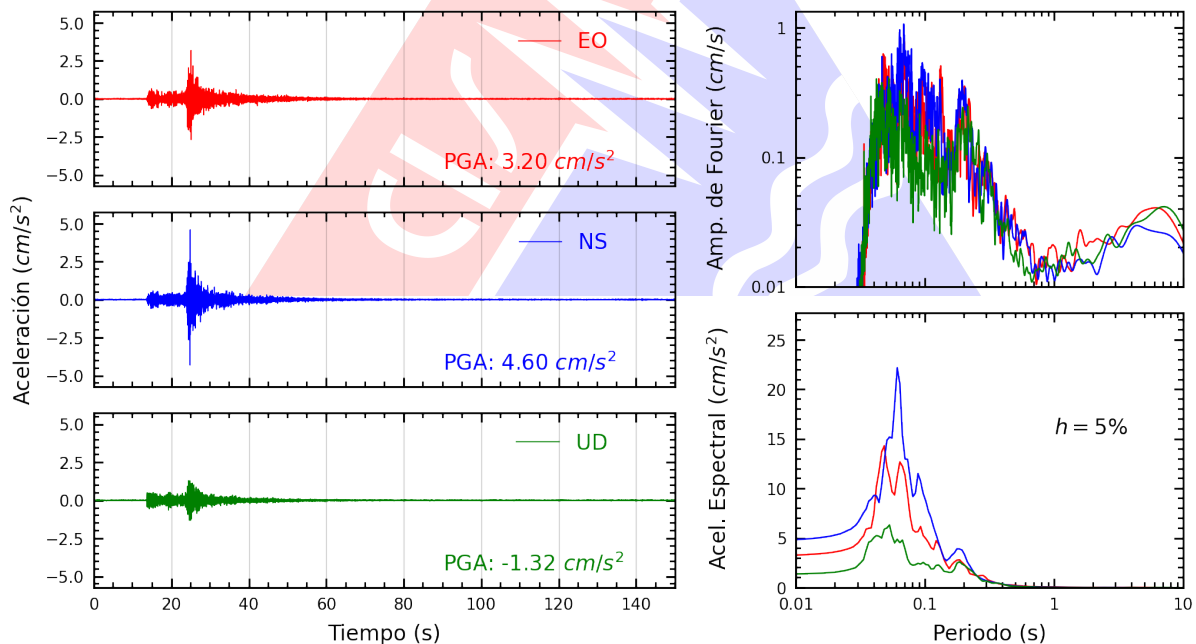 Aceleración (cm/s²)
5.0
2.5
0.0
−2.5
−5.0
EO
PGA: 3.20 cm/s²
5.0
2.5
0.0
−2.5
−5.0
NS
PGA: 4.60 cm/s²
5.0
2.5
0.0
−2.5
−5.0
UD
PGA: -1.32 cm/s²
0 20 40 60 80 100 120 140
Tiempo (s)
Amp. de Fourier (cm/s)
1
0.1
0.01
Acel. Espectral (cm/s²)
25
20
15
10
5
0
h = 5%
0.01 0.1 1 10
Periodo (s)